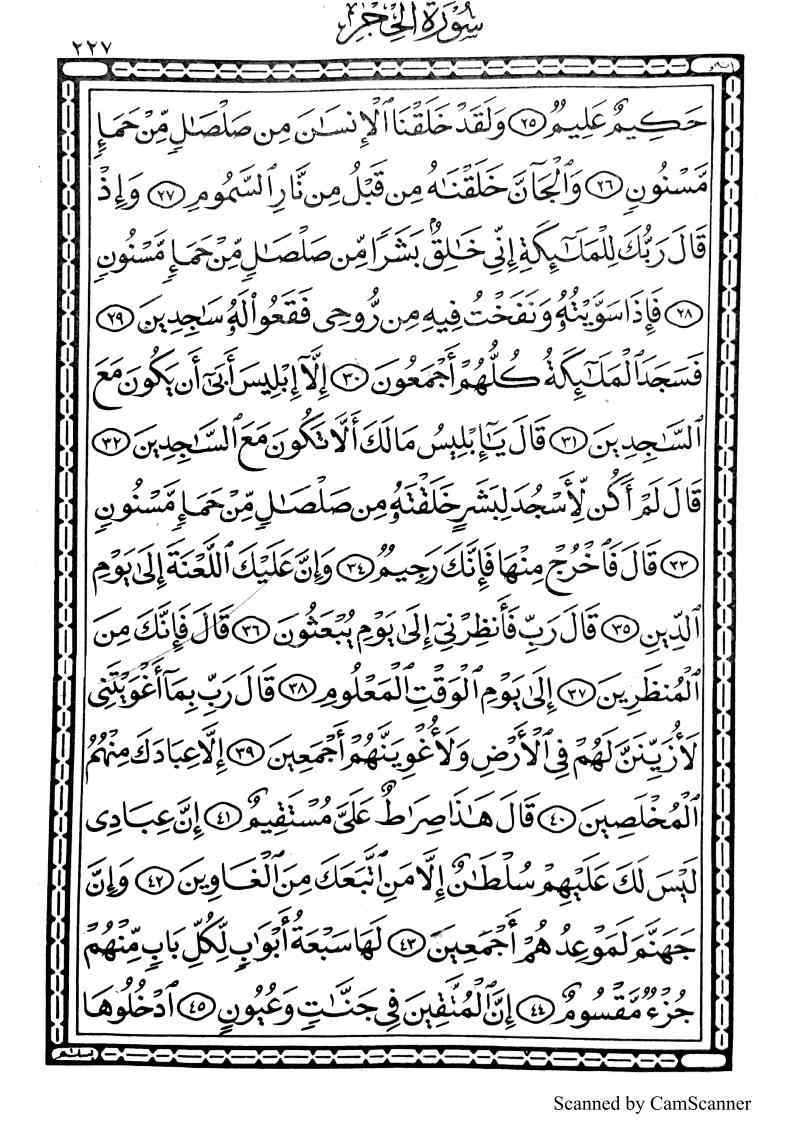 سُورَةُ الْحِجْرِ
٢٢٧
حَكِيمٌ عَلِيمٌ ٢٥ وَلَقَدْ خَلَقْنَا ٱلْإِنسَٰنَ مِن صَلْصَٰلٍ مِّنْ حَمَإٍ
مَّسْنُونٍ ٢٦ وَٱلْجَآنَّ خَلَقْنَٰهُ مِن قَبْلُ مِن نَّارِ ٱلسَّمُومِ ٢٧ وَإِذْ
قَالَ رَبُّكَ لِلْمَلَٰٓئِكَةِ إِنِّى خَٰلِقٌۢ بَشَرًا مِّن صَلْصَٰلٍ مِّنْ حَمَإٍ مَّسْنُونٍ
٢٨ فَإِذَا سَوَّيْتُهُۥ وَنَفَخْتُ فِيهِ مِن رُّوحِى فَقَعُوا۟ لَهُۥ سَٰجِدِينَ ٢٩
فَسَجَدَ ٱلْمَلَٰٓئِكَةُ كُلُّهُمْ أَجْمَعُونَ ٣٠ إِلَّآ إِبْلِيسَ أَبَىٰٓ أَن يَكُونَ مَعَ
ٱلسَّٰجِدِينَ ٣١ قَالَ يَٰٓإِبْلِيسُ مَا لَكَ أَلَّا تَكُونَ مَعَ ٱلسَّٰجِدِينَ ٣٢
قَالَ لَمْ أَكُن لِّأَسْجُدَ لِبَشَرٍ خَلَقْتَهُۥ مِن صَلْصَٰلٍ مِّنْ حَمَإٍ مَّسْنُونٍ
٣٣ قَالَ فَٱخْرُجْ مِنْهَا فَإِنَّكَ رَجِيمٌ ٣٤ وَإِنَّ عَلَيْكَ ٱللَّعْنَةَ إِلَىٰ يَوْمِ
ٱلدِّينِ ٣٥ قَالَ رَبِّ فَأَنظِرْنِىٓ إِلَىٰ يَوْمِ يُبْعَثُونَ ٣٦ قَالَ فَإِنَّكَ مِنَ
ٱلْمُنظَرِينَ ٣٧ إِلَىٰ يَوْمِ ٱلْوَقْتِ ٱلْمَعْلُومِ ٣٨ قَالَ رَبِّ بِمَآ أَغْوَيْتَنِى
لَأُزَيِّنَنَّ لَهُمْ فِى ٱلْأَرْضِ وَلَأُغْوِيَنَّهُمْ أَجْمَعِينَ ٣٩ إِلَّا عِبَادَكَ مِنْهُمُ
ٱلْمُخْلَصِينَ ٤٠ قَالَ هَٰذَا صِرَٰطٌ عَلَىَّ مُسْتَقِيمٌ ٤١ إِنَّ عِبَادِى
لَيْسَ لَكَ عَلَيْهِمْ سُلْطَٰنٌ إِلَّا مَنِ ٱتَّبَعَكَ مِنَ ٱلْغَاوِينَ ٤٢ وَإِنَّ
جَهَنَّمَ لَمَوْعِدُهُمْ أَجْمَعِينَ ٤٣ لَهَا سَبْعَةُ أَبْوَٰبٍ لِّكُلِّ بَابٍ مِّنْهُمْ
جُزْءٌ مَّقْسُومٌ ٤٤ إِنَّ ٱلْمُتَّقِينَ فِى جَنَّٰتٍ وَعُيُونٍ ٤٥ ٱدْخُلُوهَا
Scanned by CamScanner